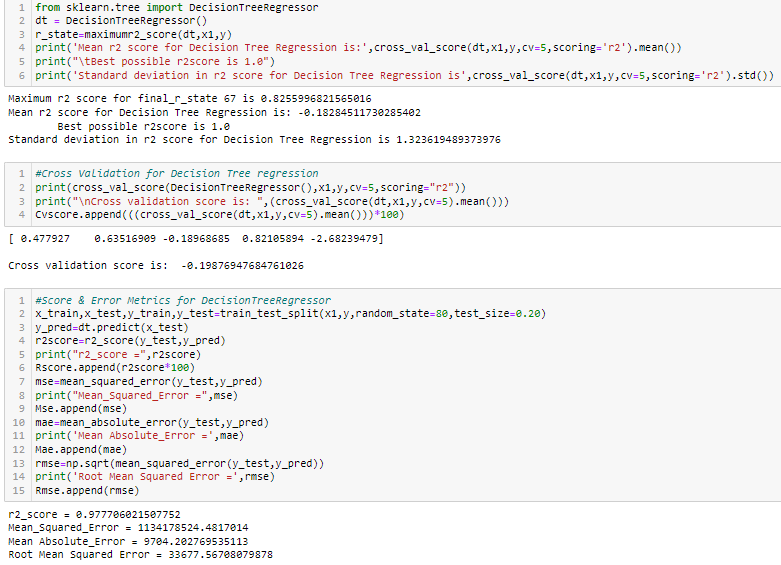 1 from sklearn.tree import DecisionTreeRegressor
2 dt = DecisionTreeRegressor()
3 r_state=maximumr2_score(dt,x1,y)
4 print('Mean r2 score for Decision Tree Regression is:',cross_val_score(dt,x1,y,cv=5,scoring='r2').mean())
5 print("\tBest possible r2score is 1.0")
6 print('Standard deviation in r2 score for Decision Tree Regression is',cross_val_score(dt,x1,y,cv=5,scoring='r2').std())
Maximum r2 score for final_r_state 67 is 0.8255996821565016
Mean r2 score for Decision Tree Regression is: -0.18284511730285402
Best possible r2score is 1.0
Standard deviation in r2 score for Decision Tree Regression is 1.323619489373976
1 #Cross Validation for Decision Tree regression
2 print(cross_val_score(DecisionTreeRegressor(),x1,y,cv=5,scoring="r2"))
3 print("\nCross validation score is: ",(cross_val_score(dt,x1,y,cv=5).mean()))
4 Cvscore.append(((cross_val_score(dt,x1,y,cv=5).mean()))*100)
[ 0.477927 0.63516909 -0.18968685 0.82105894 -2.68239479]
Cross validation score is: -0.19876947684761026
1 #Score & Error Metrics for DecisionTreeRegressor
2 x_train,x_test,y_train,y_test=train_test_split(x1,y,random_state=80,test_size=0.20)
3 y_pred=dt.predict(x_test)
4 r2score=r2_score(y_test,y_pred)
5 print("r2_score =",r2score)
6 Rscore.append(r2score*100)
7 mse=mean_squared_error(y_test,y_pred)
8 print("Mean_Squared_Error =",mse)
9 Mse.append(mse)
10 mae=mean_absolute_error(y_test,y_pred)
11 print('Mean Absolute_Error =',mae)
12 Mae.append(mae)
13 rmse=np.sqrt(mean_squared_error(y_test,y_pred))
14 print('Root Mean Squared Error =',rmse)
15 Rmse.append(rmse)
r2_score = 0.977706021507752
Mean_Squared_Error = 1134178524.4817014
Mean Absolute_Error = 9704.202769535113
Root Mean Squared Error = 33677.56708079878